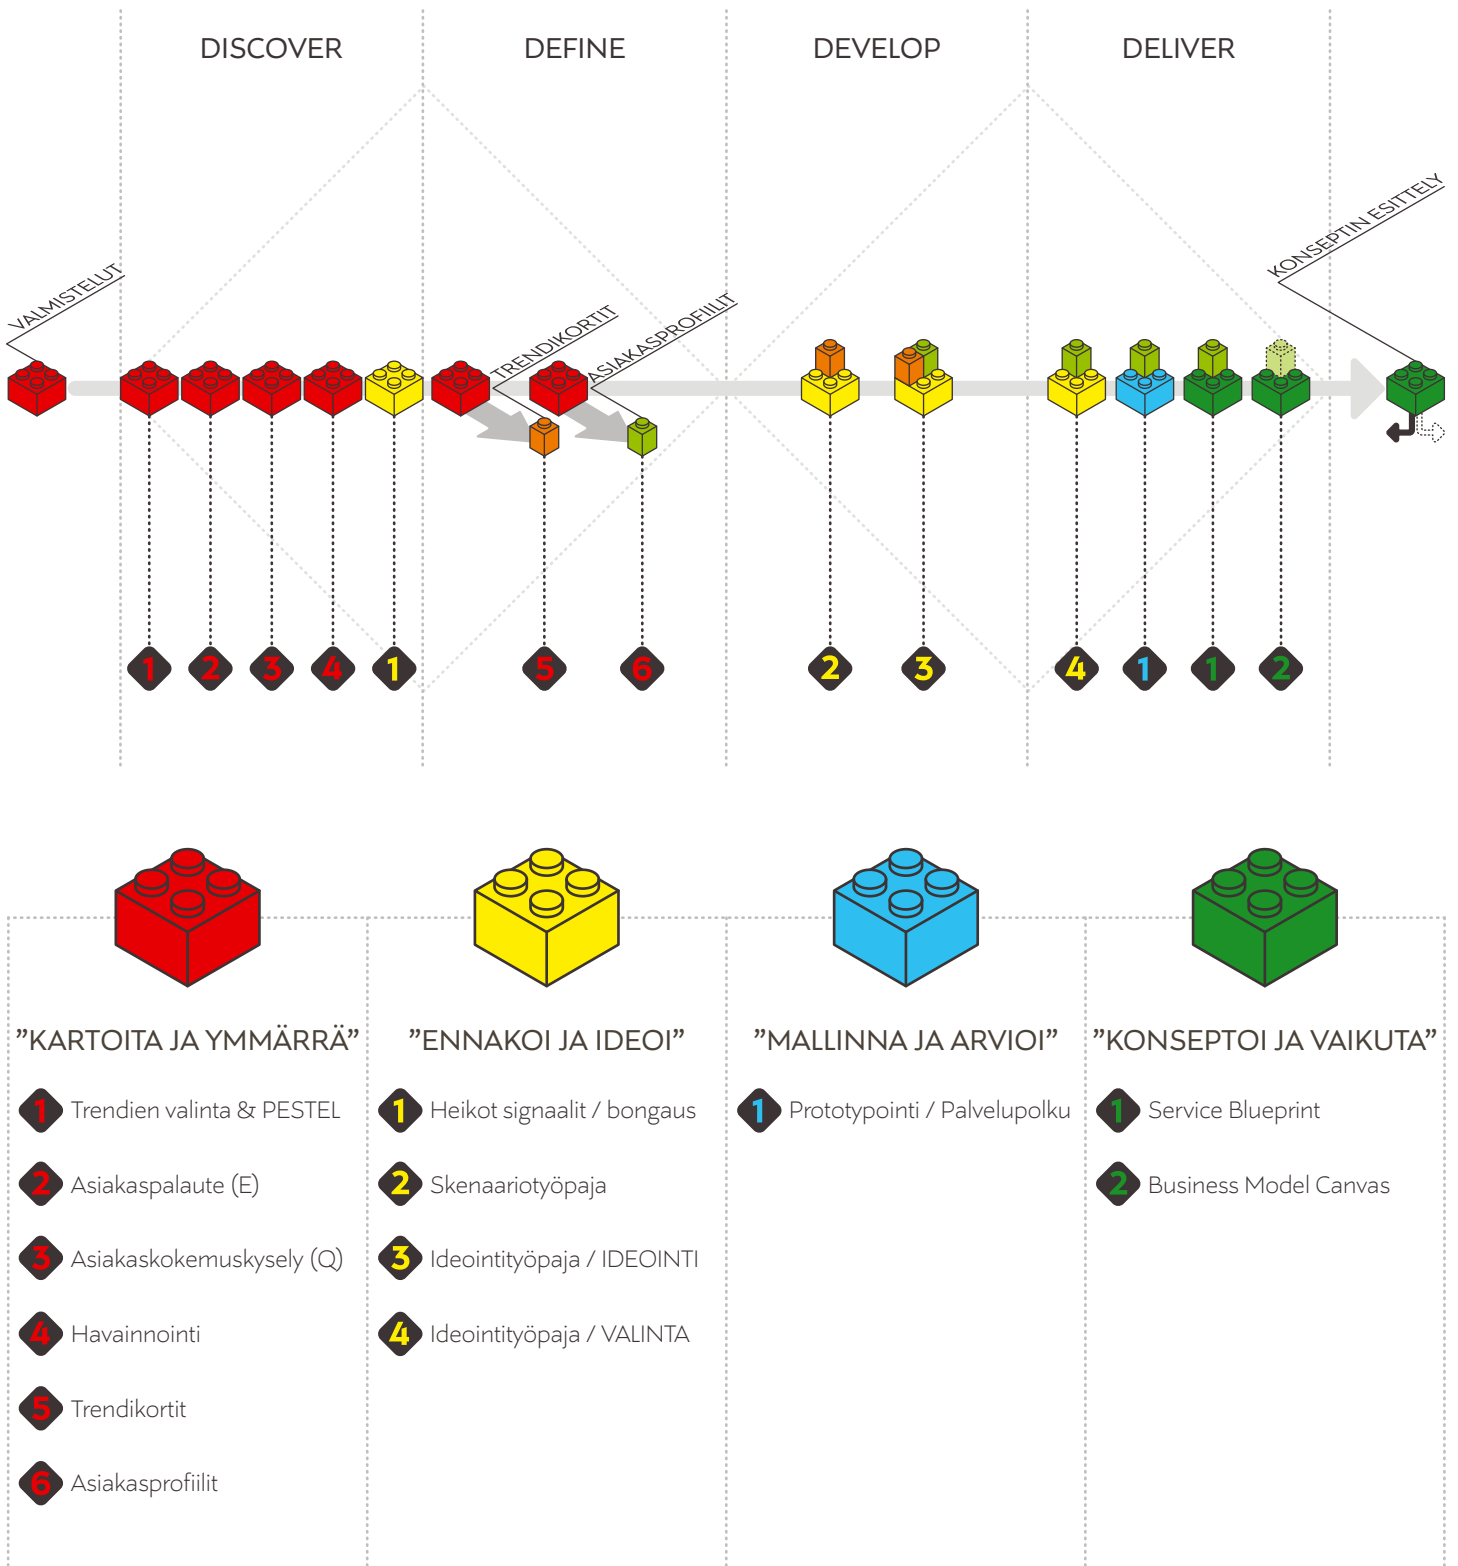 DISCOVER
DEFINE
DEVELOP
DELIVER
VALMISTELUT
TRENDIKORTIT
ASIAKASPROFIILIT
KONSEPTIN ESITTELY
1
2
3
4
1
5
6
2
3
4
1
1
2
”KARTOITA JA YMMÄRRÄ”
1 Trendien valinta & PESTEL
2 Asiakaspalaute (E)
3 Asiakaskokemuskysely (Q)
4 Havainnointi
5 Trendikortit
6 Asiakasprofiilit
”ENNAKOI JA IDEOI”
1 Heikot signaalit / bongaus
2 Skenaariotyöpaja
3 Ideointityöpaja / IDEOINTI
4 Ideointityöpaja / VALINTA
”MALLINNA JA ARVIOI”
1 Prototypointi / Palvelupolku
”KONSEPTOI JA VAIKUTA”
1 Service Blueprint
2 Business Model Canvas